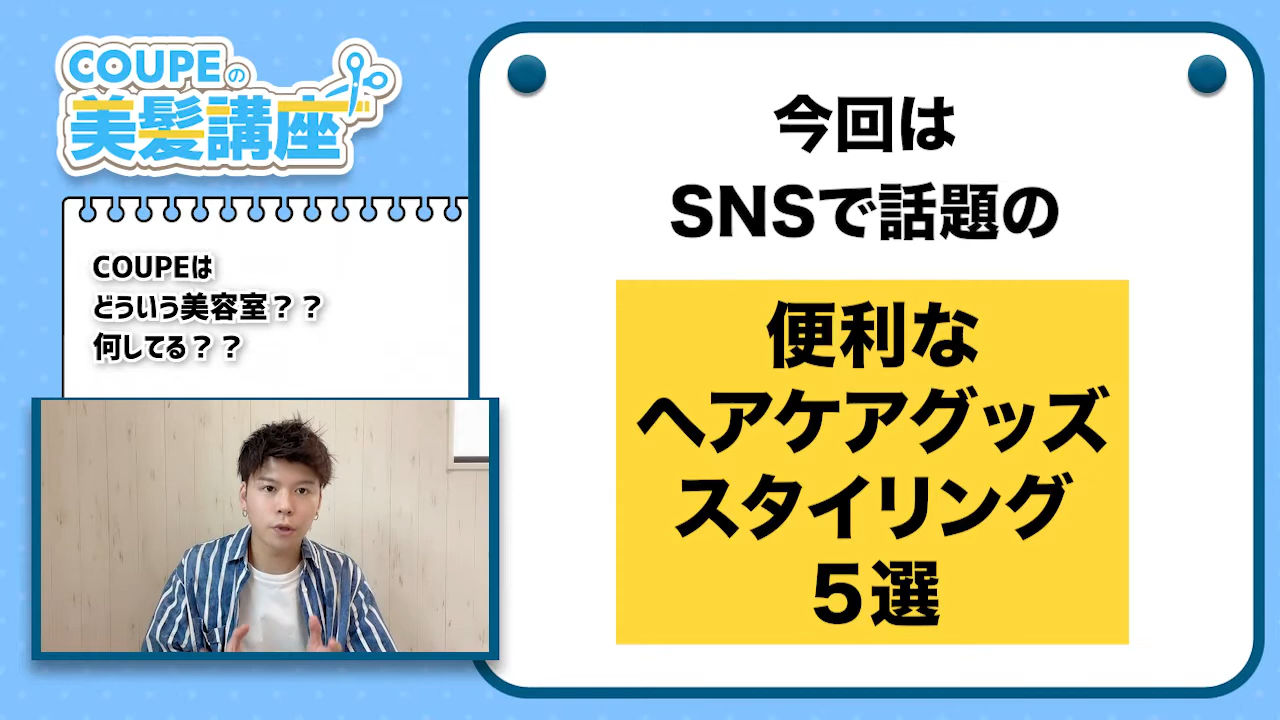 COUPEの
美髪講座
COUPEは
どういう美容室？？
何してる？？
今回は
SNSで話題の
便利な
ヘアケアグッズ
スタイリング
５選